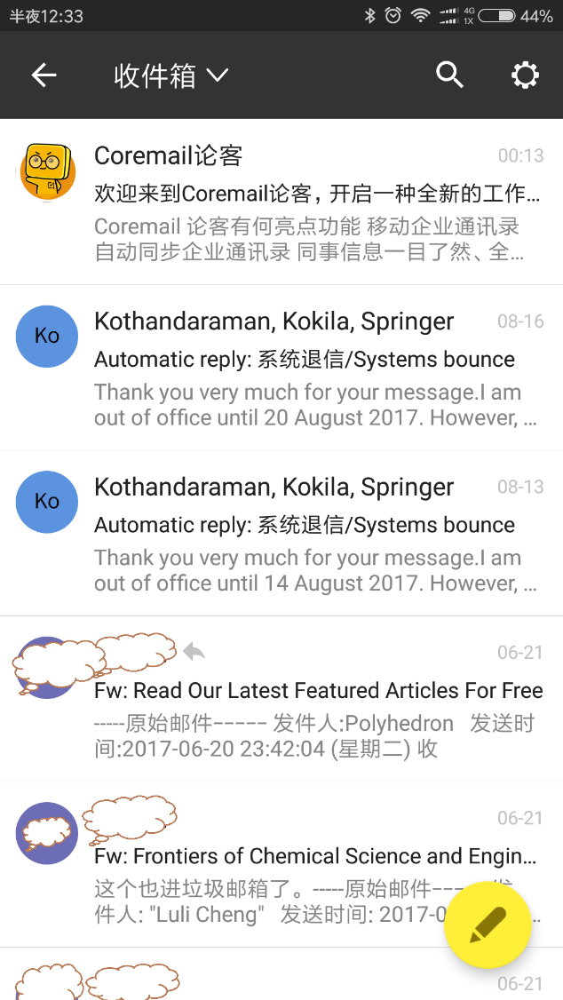 半夜12:33
4G
1X
44%
收件箱
Coremail论客
00:13
欢迎来到Coremail论客，开启一种全新的工作…
Coremail 论客有何亮点功能 移动企业通讯录
自动同步企业通讯录 同事信息一目了然、全…
Ko
Kothandaraman, Kokila, Springer
08-16
Automatic reply: 系统退信/Systems bounce
Thank you very much for your message.I am
out of office until 20 August 2017. However, …
Ko
Kothandaraman, Kokila, Springer
08-13
Automatic reply: 系统退信/Systems bounce
Thank you very much for your message.I am
out of office until 14 August 2017. However, …
06-21
Fw: Read Our Latest Featured Articles For Free
-----原始邮件----- 发件人:Polyhedron 发送时
间:2017-06-20 23:42:04 (星期二) 收
06-21
Fw: Frontiers of Chemical Science and Engin…
这个也进垃圾邮箱了。-----原始邮件----- 发
件人: "Luli Cheng" 发送时间: 2017-0
06-21